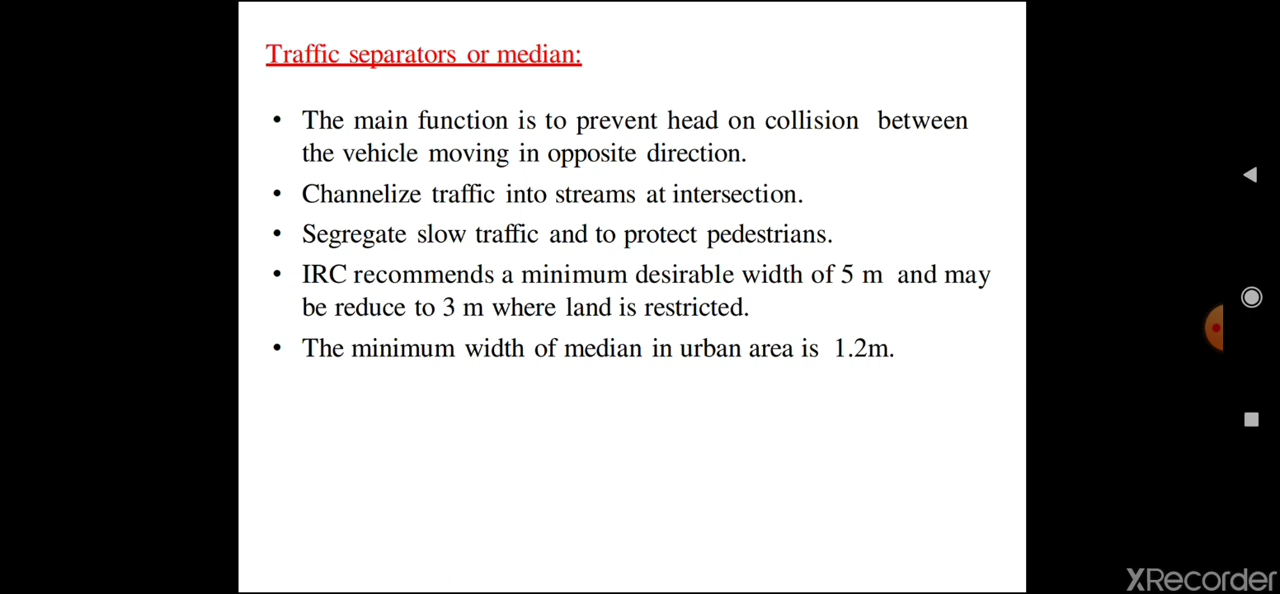 Traffic separators or median:
• The main function is to prevent head on collision between
the vehicle moving in opposite direction.
• Channelize traffic into streams at intersection.
• Segregate slow traffic and to protect pedestrians.
• IRC recommends a minimum desirable width of 5 m and may
be reduce to 3 m where land is restricted.
• The minimum width of median in urban area is 1.2m.
XRecorder